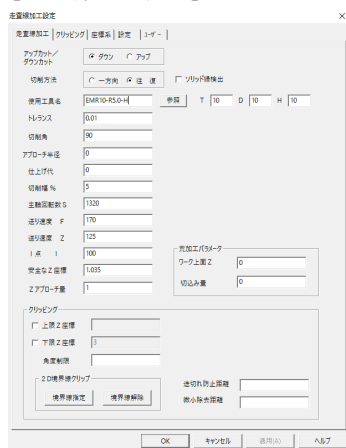 走査線加工設定 ×
走査線加工 クリッピング 座標系 設定 ユーザー
アップカット／
ダウンカット ダウン アップ
切削方法 一方向 往 復 ソリッド縁検出
使用工具名 EMR10-R5.0-H 参照 T 10 D 10 H 10
トレランス 0.01
切削角 90
アプローチ半径 0
仕上げ代 0
切削幅 % 5
主軸回転数 S 1320
送り速度 F 170
送り速度 Z 125
I 点 I 100
安全な Z 座標 1.035
Z アプローチ量 1
荒加工パラメータ
ワーク上面 Z 0
切込み量 0
クリッピング
上限 Z 座標
下限 Z 座標 3
角度制限
2 D境界線クリップ
境界線指定 境界線解除
途切れ防止距離
微小除去距離
OK キャンセル 適用(A) ヘルプ